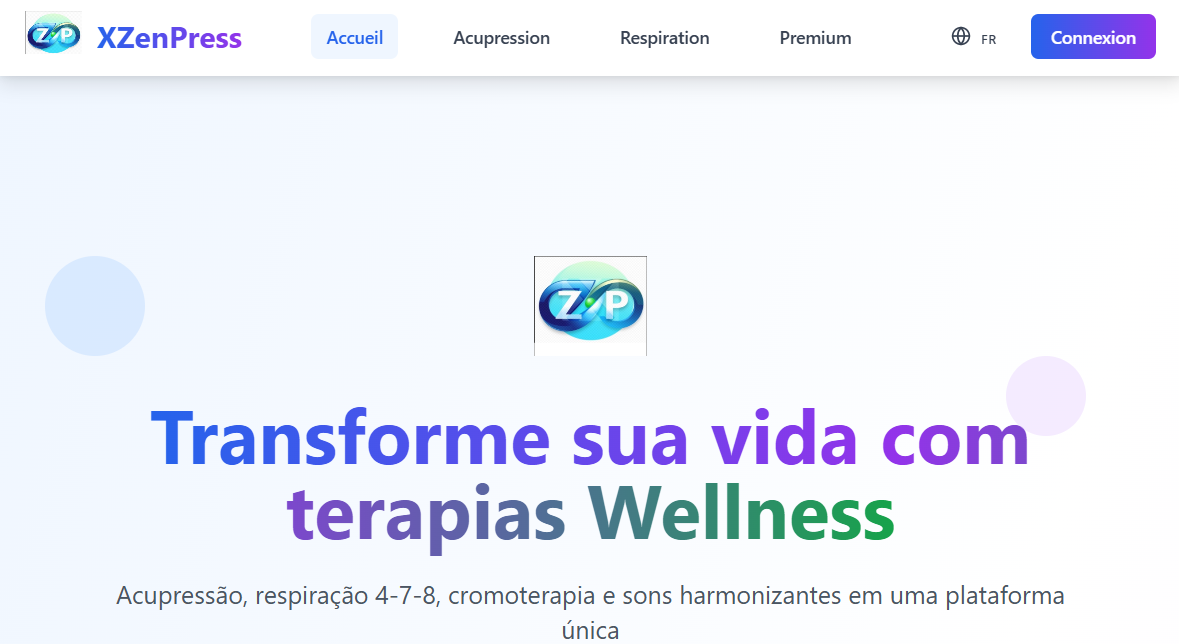 ZP XZenPress Accueil Acupression Respiration Premium FR Connexion
ZP
Transforme sua vida com
terapias Wellness
Acupressão, respiração 4-7-8, cromoterapia e sons harmonizantes em uma plataforma
única